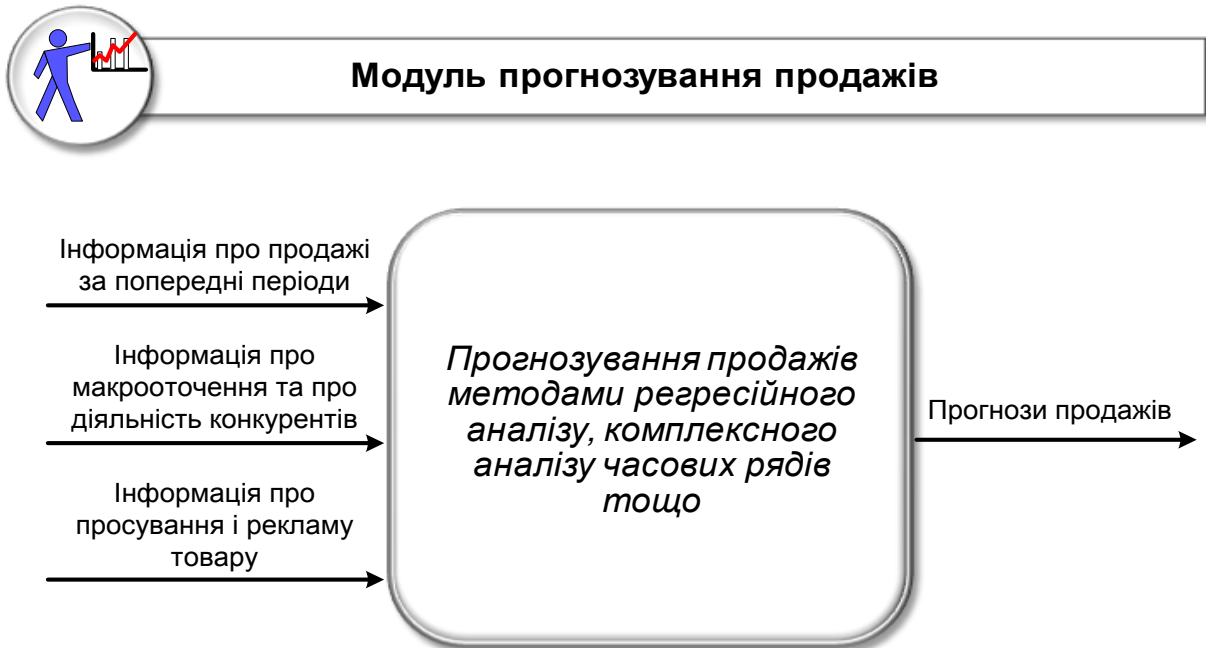 Модуль прогнозування продажів
Інформація про продажі
за попередні періоди
Інформація про
макрооточення та про
діяльність конкурентів
Інформація про
просування і рекламу
товару
Прогнозування продажів
методами регресійного
аналізу, комплексного
аналізу часових рядів
тощо
Прогнози продажів